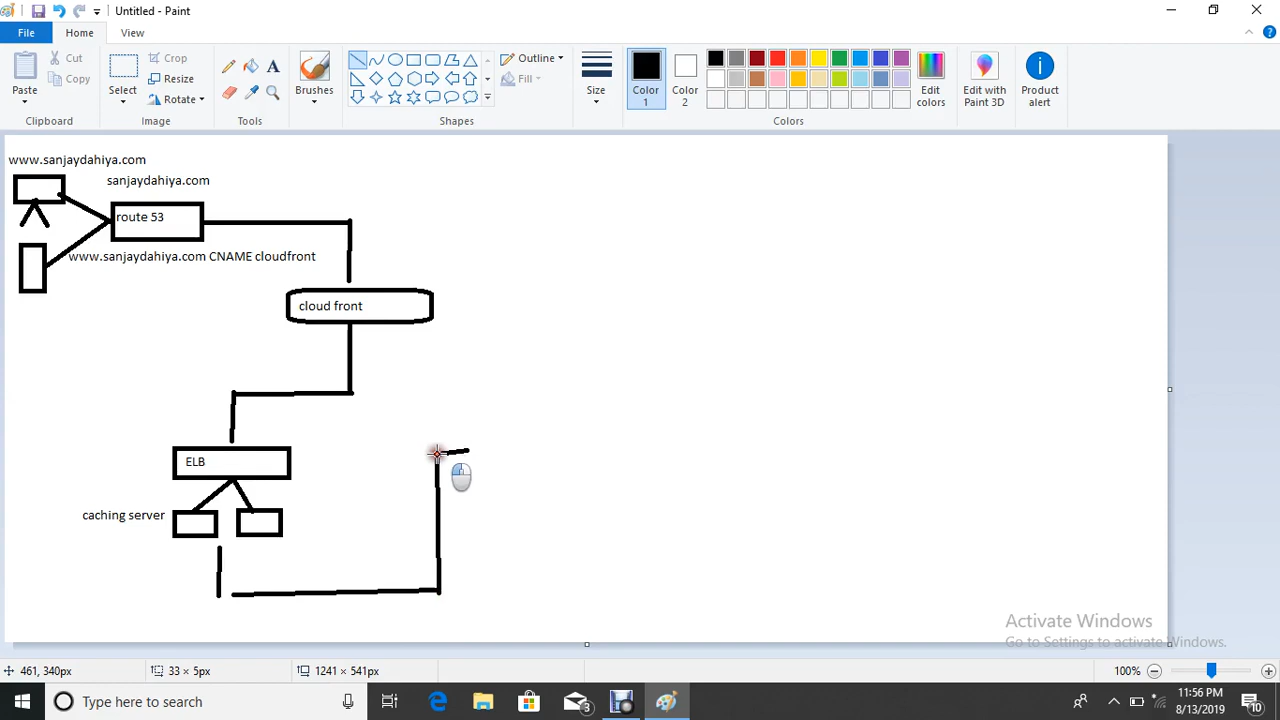 Untitled - Paint
File
Home
View
Paste
Cut
Copy
Clipboard
Select
Crop
Resize
Rotate
Image
A
Tools
Brushes
Outline
Fill
Shapes
Size
Color 1
Color 2
Edit colors
Colors
Edit with Paint 3D
Product alert
www.sanjaydahiya.com
sanjaydahiya.com
route 53
www.sanjaydahiya.com CNAME cloudfront
cloud front
ELB
caching server
Activate Windows
Go to Settings to activate Windows.
461, 340px
33 × 5px
1241 × 541px
100%
Type here to search
3
11:56 PM
8/13/2019
10